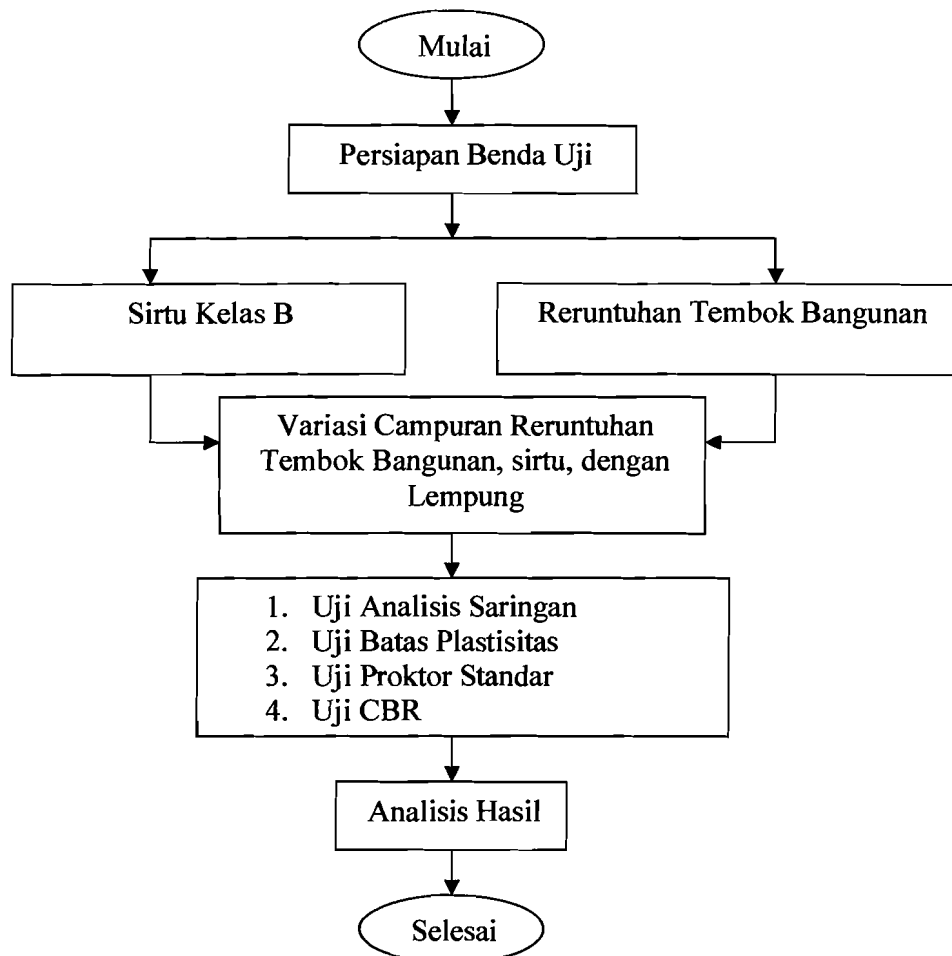 Mulai
Persiapan Benda Uji
Sirtu Kelas B
Reruntuhan Tembok Bangunan
Variasi Campuran Reruntuhan
Tembok Bangunan, sirtu, dengan
Lempung
1. Uji Analisis Saringan
2. Uji Batas Plastisitas
3. Uji Proktor Standar
4. Uji CBR
Analisis Hasil
Selesai